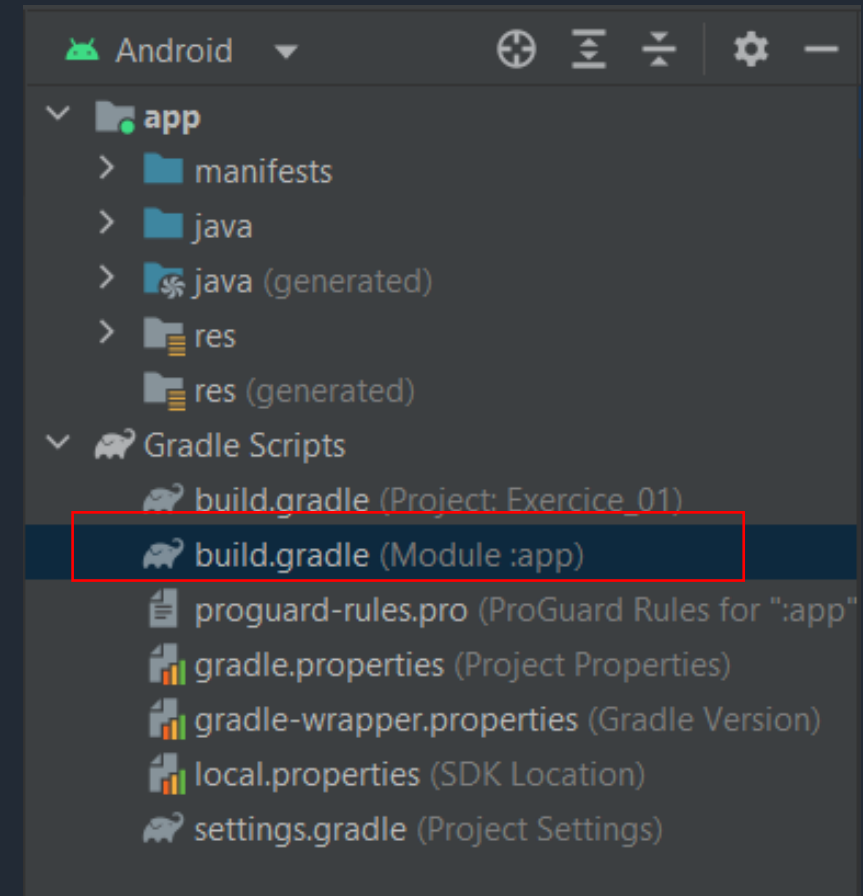 Android
app
manifests
java
java (generated)
res
res (generated)
Gradle Scripts
build.gradle (Project: Exercice_01)
build.gradle (Module :app)
proguard-rules.pro (ProGuard Rules for ":app"
gradle.properties (Project Properties)
gradle-wrapper.properties (Gradle Version)
local.properties (SDK Location)
settings.gradle (Project Settings)